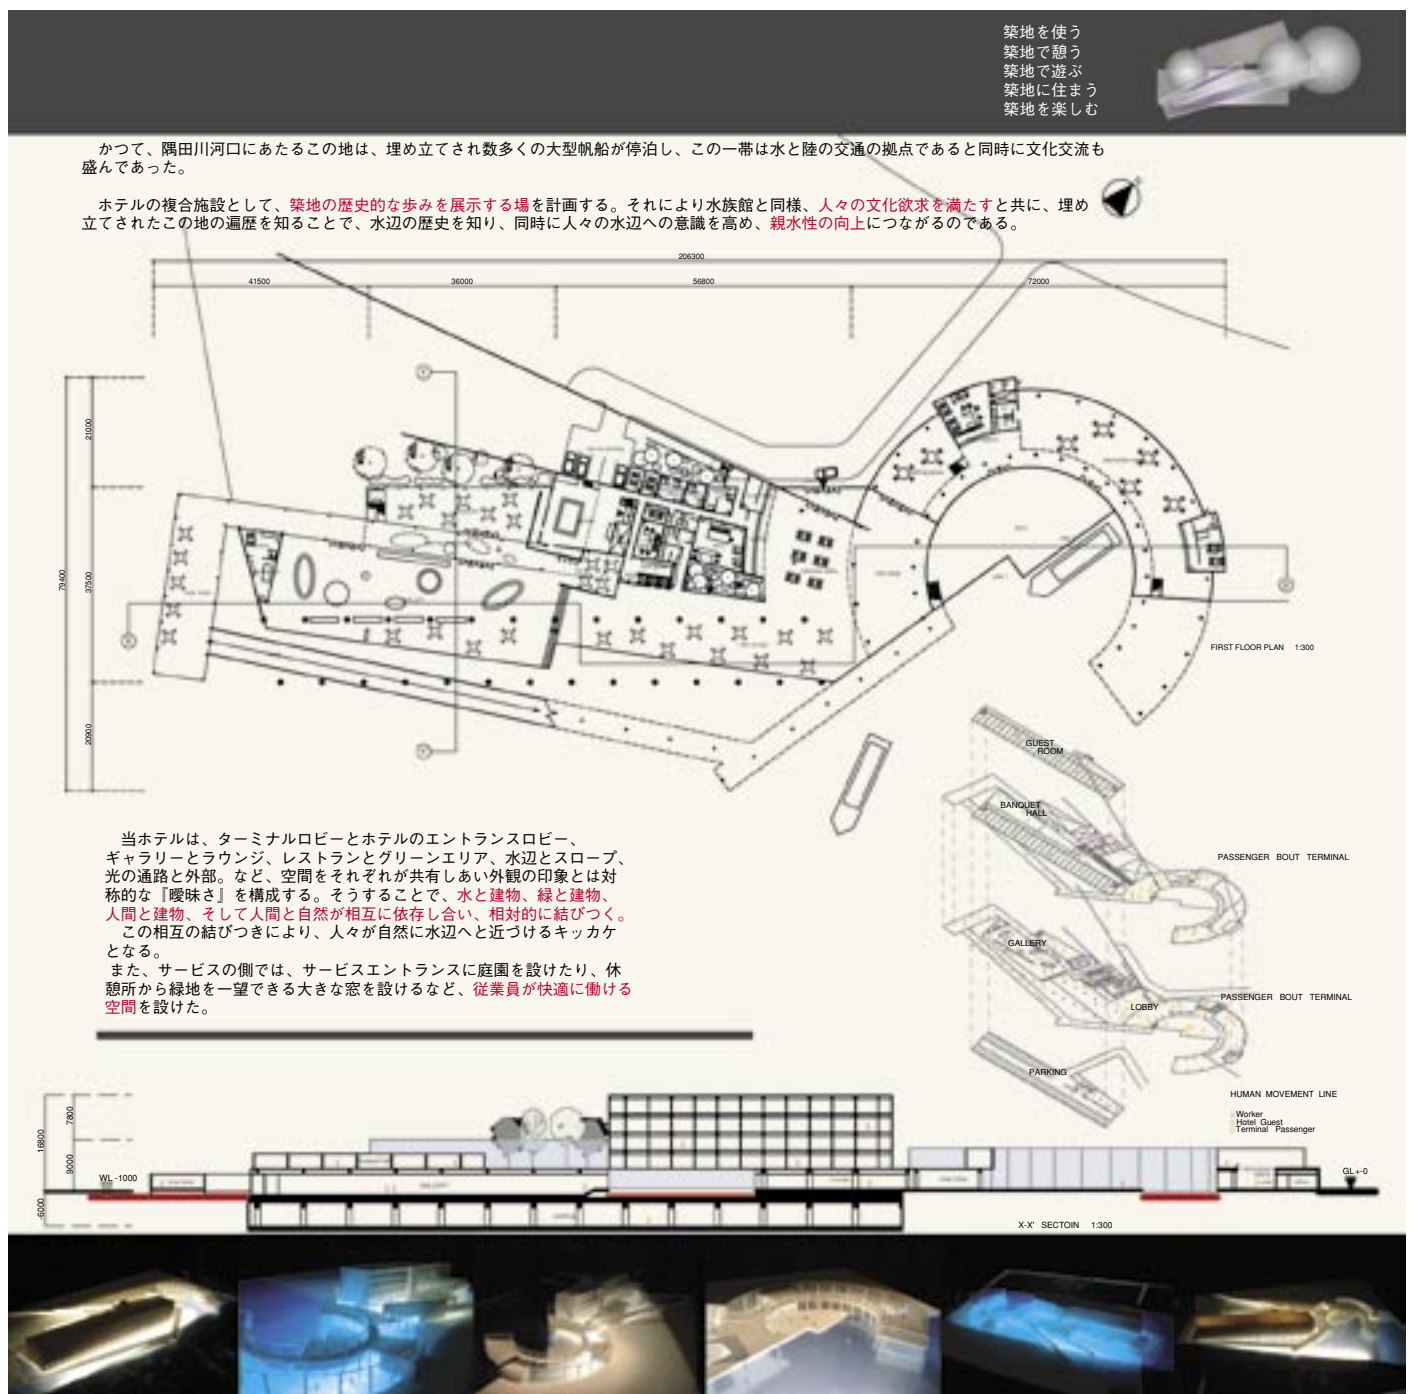 築地を使う
築地で憩う
築地で遊ぶ
築地に住まう
築地を楽しむ
かつて、隅田川河口にあたるこの地は、埋め立てされ数多くの大型帆船が停泊し、この一帯は水と陸の交通の拠点であると同時に文化交流も
盛んであった。
ホテルの複合施設として、築地の歴史的な歩みを展示する場を計画する。それにより水族館と同様、人々の文化欲求を満たすと共に、埋め
立てされたこの地の遍歴を知ることで、水辺の歴史を知り、同時に人々の水辺への意識を高め、親水性の向上につながるのである。
206300
41500 36000 56800 72000
21000
79400
37500
20900
FIRST FLOOR PLAN 1:300
GUEST
ROOM
BANQUET
HALL
PASSENGER BOUT TERMINAL
GALLERY
LOBBY
PASSENGER BOUT TERMINAL
PARKING
当ホテルは、ターミナルロビーとホテルのエントランスロビー、
ギャラリーとラウンジ、レストランとグリーンエリア、水辺とスロープ、
光の通路と外部。など、空間をそれぞれが共有しあい外観の印象とは対
称的な『曖昧さ』を構成する。そうすることで、水と建物、緑と建物、
人間と建物、そして人間と自然が相互に依存し合い、相対的に結びつく。
この相互の結びつきにより、人々が自然に水辺へと近づけるキッカケ
となる。
また、サービスの側では、サービスエントランスに庭園を設けたり、休
憩所から緑地を一望できる大きな窓を設けるなど、従業員が快適に働ける
空間を設けた。
HUMAN MOVEMENT LINE
Worker
Hotel Guest
Terminal Passenger
7800
16800
9000
-6000
WL -1000
GL+-0
X-X' SECTOIN 1:300